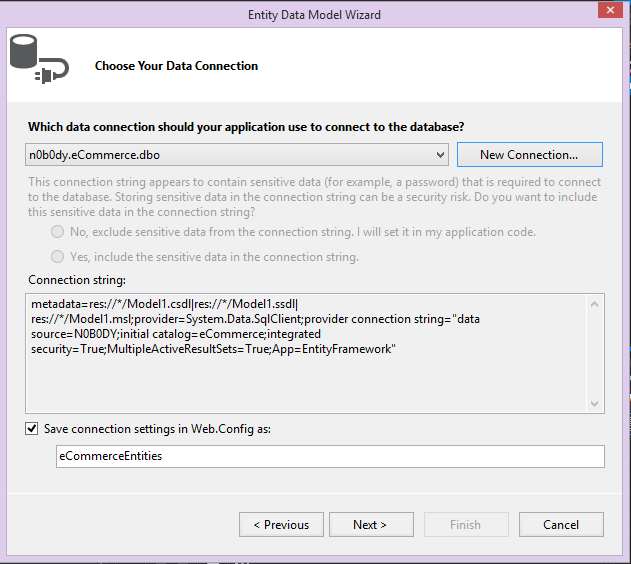 Entity Data Model Wizard
Choose Your Data Connection
Which data connection should your application use to connect to the database?
n0b0dy.eCommerce.dbo
New Connection...
This connection string appears to contain sensitive data (for example, a password) that is required to connect
to the database. Storing sensitive data in the connection string can be a security risk. Do you want to include
this sensitive data in the connection string?
No, exclude sensitive data from the connection string. I will set it in my application code.
Yes, include the sensitive data in the connection string.
Connection string:
metadata=res://*/Model1.csdl|res://*/Model1.ssdl|
res://*/Model1.msl;provider=System.Data.SqlClient;provider connection string="data
source=N0B0DY;initial catalog=eCommerce;integrated
security=True;MultipleActiveResultSets=True;App=EntityFramework"
Save connection settings in Web.Config as:
eCommerceEntities
< Previous
Next >
Finish
Cancel